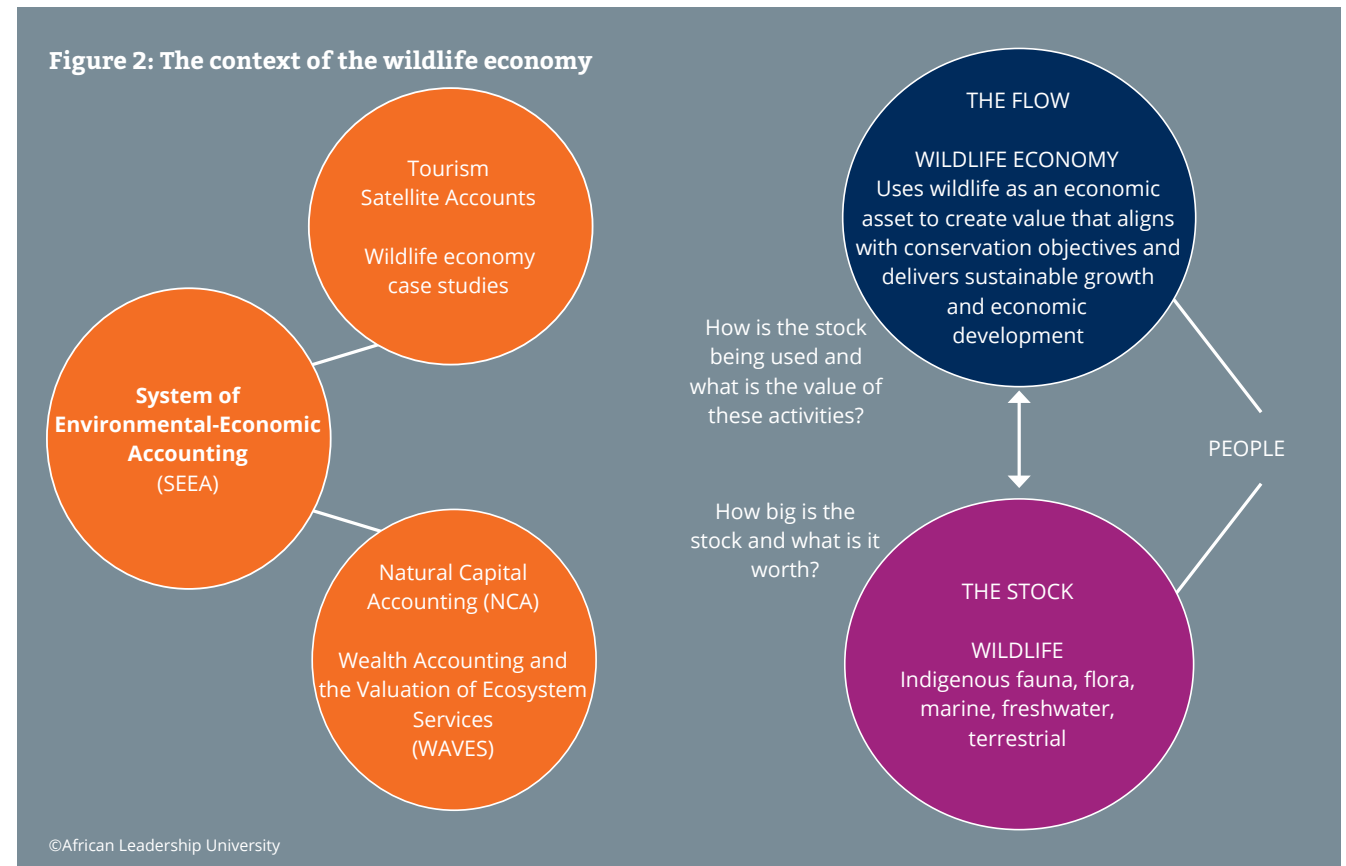 Figure 2: The context of the wildlife economy
Tourism
Satellite Accounts
Wildlife economy
case studies
System of
Environmental-Economic
Accounting
(SEEA)
Natural Capital
Accounting (NCA)
Wealth Accounting and
the Valuation of Ecosystem
Services
(WAVES)
THE FLOW
WILDLIFE ECONOMY
Uses wildlife as an economic
asset to create value that aligns
with conservation objectives and
delivers sustainable growth
and economic
development
How is the stock
being used and
what is the value of
these activities?
PEOPLE
How big is the
stock and what is it
worth?
THE STOCK
WILDLIFE
Indigenous fauna, flora,
marine, freshwater,
terrestrial
©African Leadership University